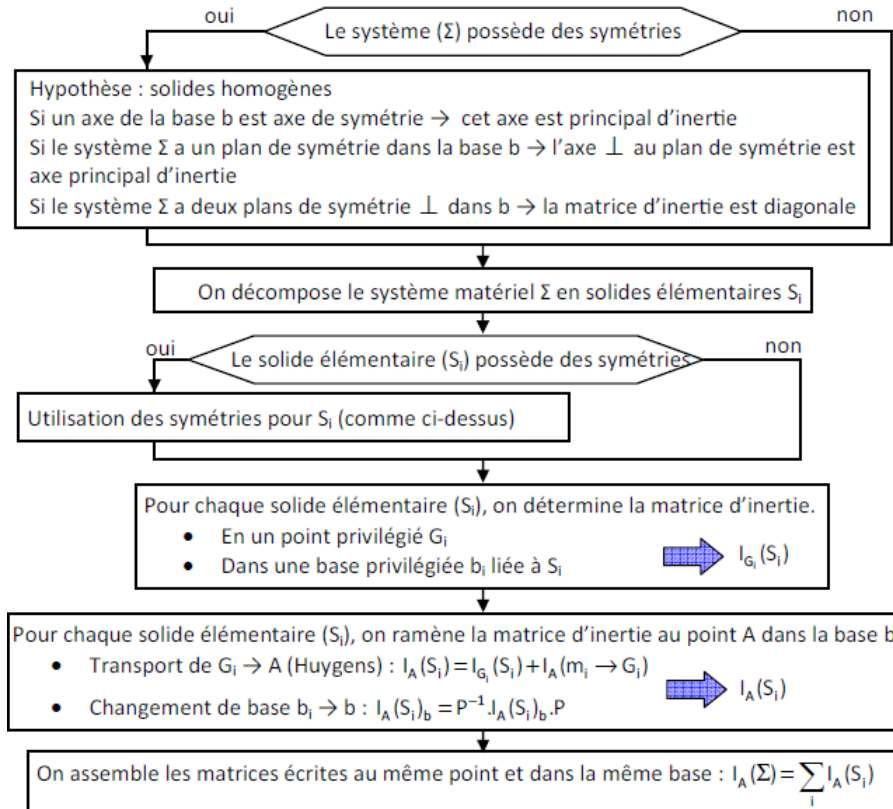 oui
Le système (Σ) possède des symétries
non
Hypothèse : solides homogènes
Si un axe de la base b est axe de symétrie → cet axe est principal d'inertie
Si le système Σ a un plan de symétrie dans la base b → l'axe ⊥ au plan de symétrie est
axe principal d'inertie
Si le système Σ a deux plans de symétrie ⊥ dans b → la matrice d'inertie est diagonale
On décompose le système matériel Σ en solides élémentaires Sᵢ
oui
Le solide élémentaire (Sᵢ) possède des symétries
non
Utilisation des symétries pour Sᵢ (comme ci-dessus)
Pour chaque solide élémentaire (Sᵢ), on détermine la matrice d'inertie.
• En un point privilégié Gᵢ
• Dans une base privilégiée bᵢ liée à Sᵢ
I_{Gᵢ}(Sᵢ)
Pour chaque solide élémentaire (Sᵢ), on ramène la matrice d'inertie au point A dans la base b
• Transport de Gᵢ → A (Huygens) : I_A(Sᵢ) = I_{Gᵢ}(Sᵢ) + I_A(mᵢ → Gᵢ)
• Changement de base bᵢ → b : I_A(Sᵢ)_b = P⁻¹.I_A(Sᵢ)_b.P
I_A(Sᵢ)
On assemble les matrices écrites au même point et dans la même base : I_A(Σ) = ∑ᵢ I_A(Sᵢ)